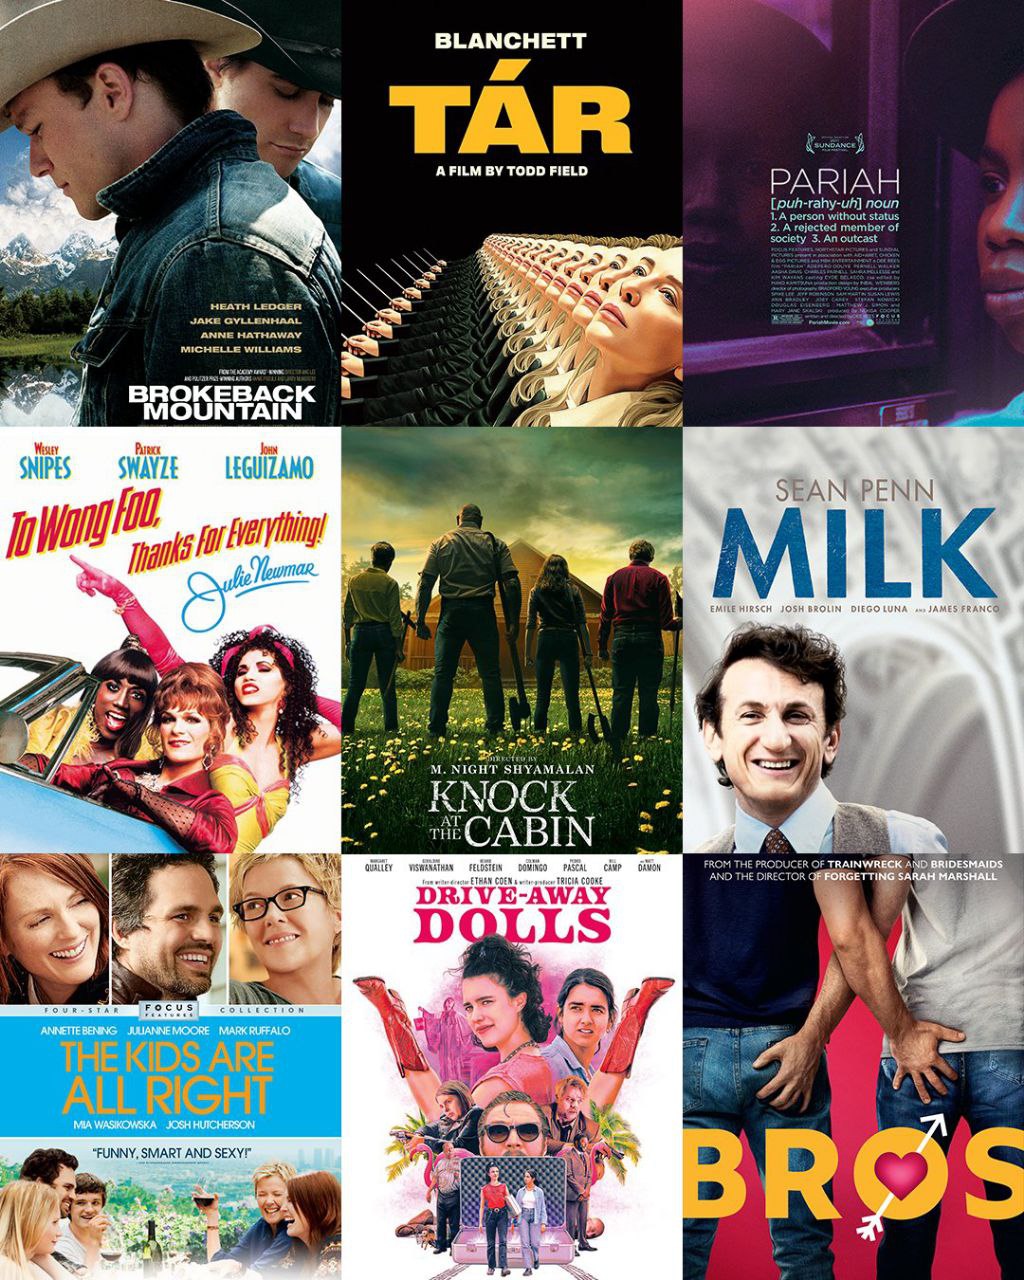 HEATH LEDGER
JAKE GYLLENHAAL
ANNE HATHAWAY
MICHELLE WILLIAMS
BROKEBACK
MOUNTAIN
BLANCHETT
TÁR
A FILM BY TODD FIELD
SUNDANCE
PARIAH
[puh-rahy-uh] noun
1. A person without status
2. A rejected member of
society 3. An outcast
PariahMovie.com
WESLEY SNIPES
PATRICK SWAYZE
JOHN LEGUIZAMO
To Wong Foo,
Thanks For Everything!
Julie Newmar
DIRECTED BY
M. NIGHT SHYAMALAN
KNOCK
AT THE CABIN
SEAN PENN
MILK
EMILE HIRSCH JOSH BROLIN DIEGO LUNA AND JAMES FRANCO
FOUR-STAR FOCUS FEATURES COLLECTION
ANNETTE BENING JULIANNE MOORE MARK RUFFALO
THE KIDS ARE
ALL RIGHT
MIA WASIKOWSKA JOSH HUTCHERSON
"FUNNY, SMART AND SEXY!"
MARGARET QUALLEY GERALDINE VISWANATHAN BEANIE FELDSTEIN COLMAN DOMINGO PEDRO PASCAL BILL CAMP AND MATT DAMON
From writer-director ETHAN COEN & writer-producer TRICIA COOKE
DRIVE-AWAY
DOLLS
FROM THE PRODUCER OF TRAINWRECK AND BRIDESMAIDS
AND THE DIRECTOR OF FORGETTING SARAH MARSHALL
BROS